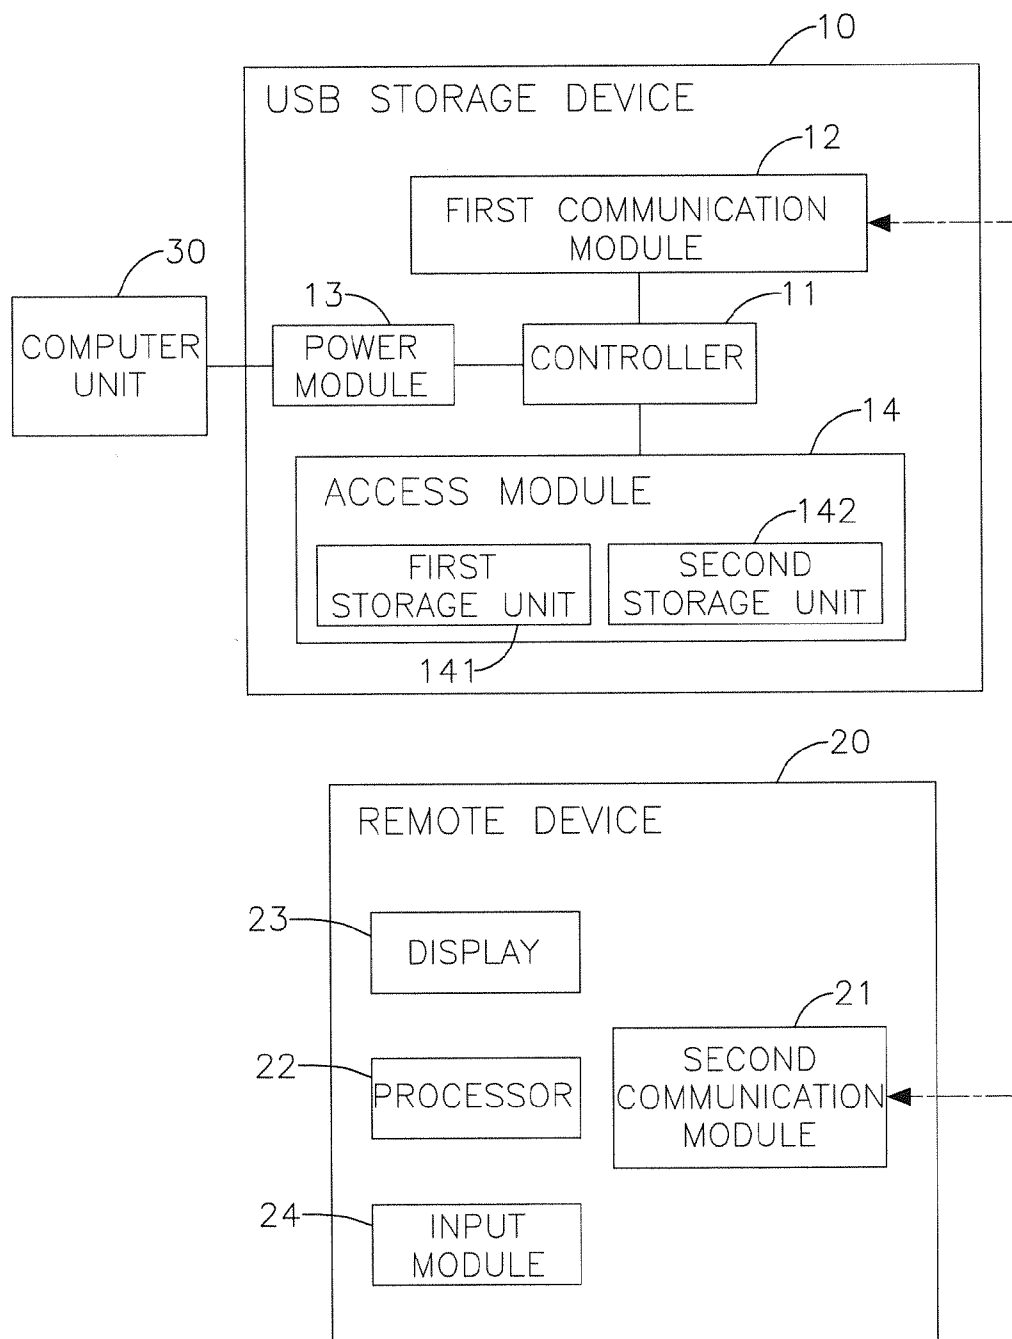 10
USB STORAGE DEVICE
12
FIRST COMMUNICATION
MODULE
30
COMPUTER
UNIT
13
POWER
MODULE
11
CONTROLLER
14
ACCESS MODULE
142
FIRST
STORAGE UNIT
SECOND
STORAGE UNIT
141
20
REMOTE DEVICE
23
DISPLAY
21
SECOND
COMMUNICATION
MODULE
22
PROCESSOR
24
INPUT
MODULE